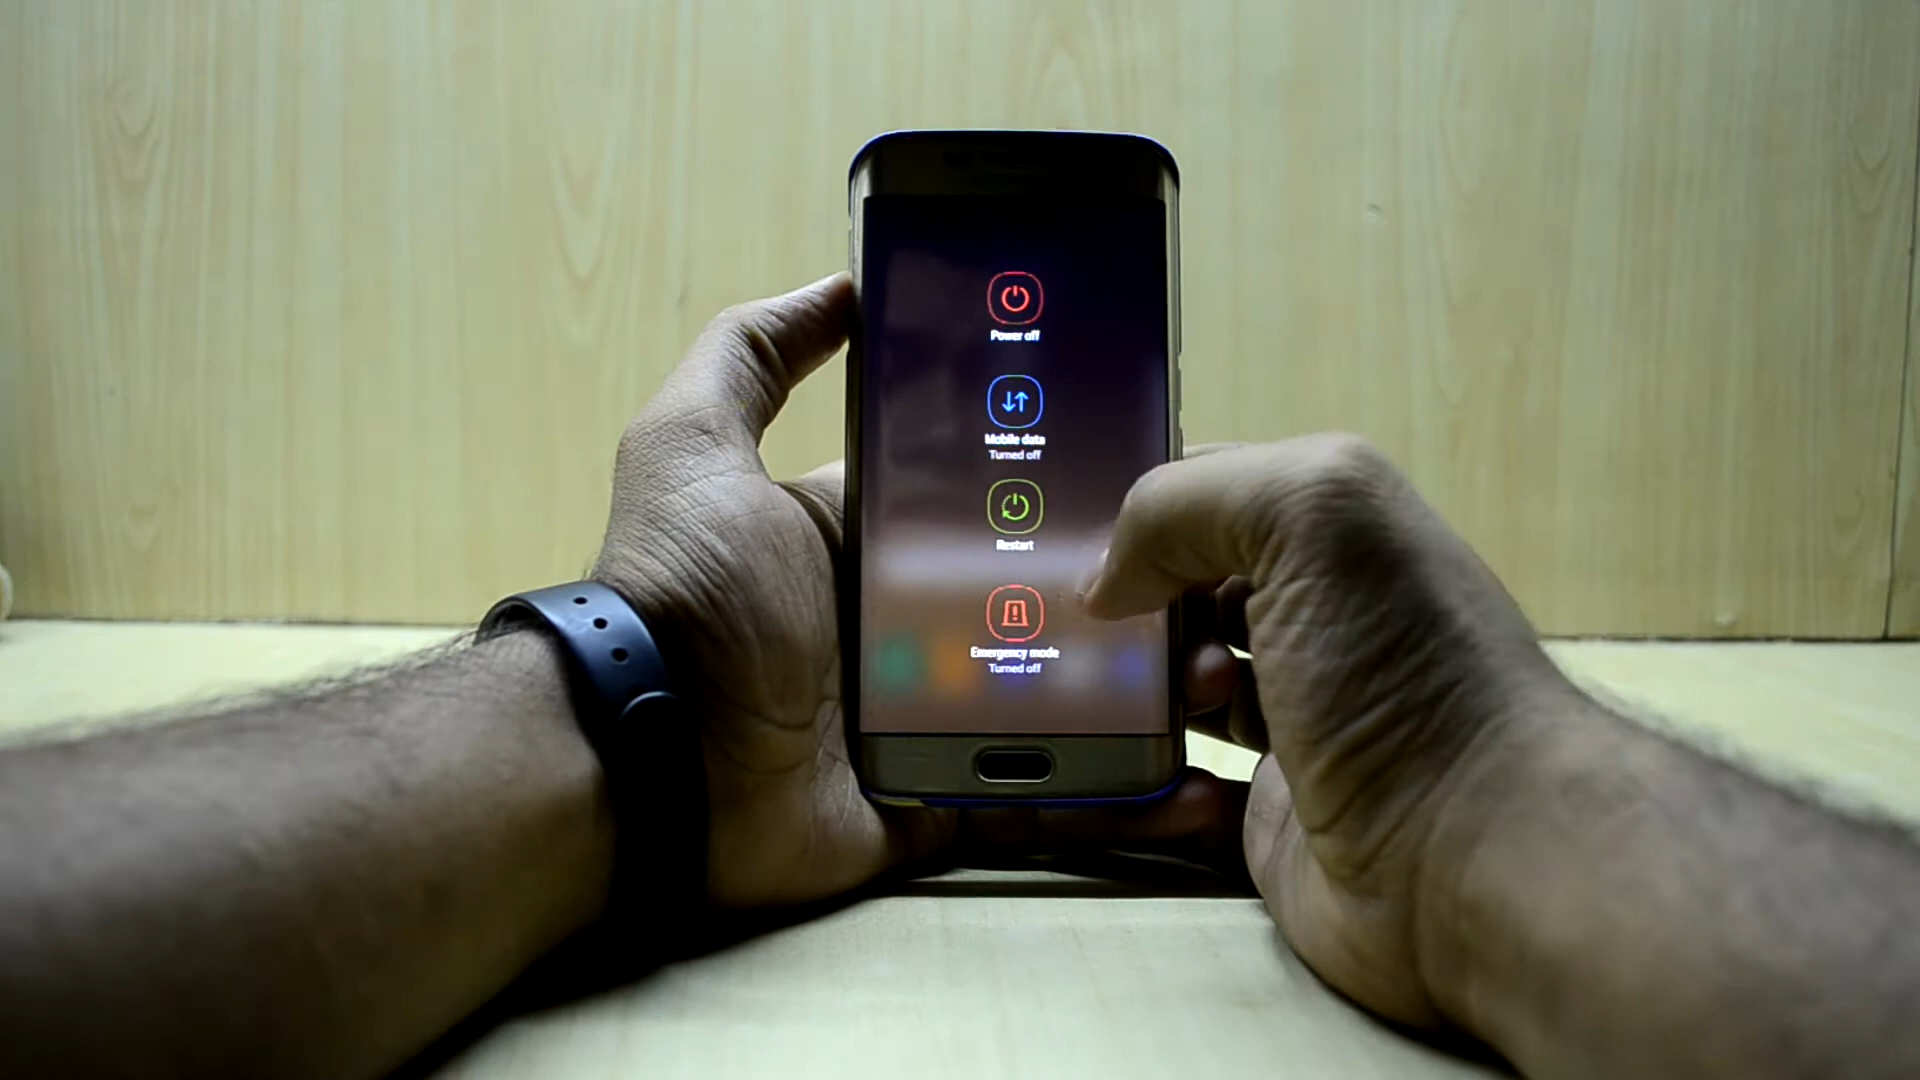 Power off
Mobile data
Turned off
Restart
Emergency mode
Turned off